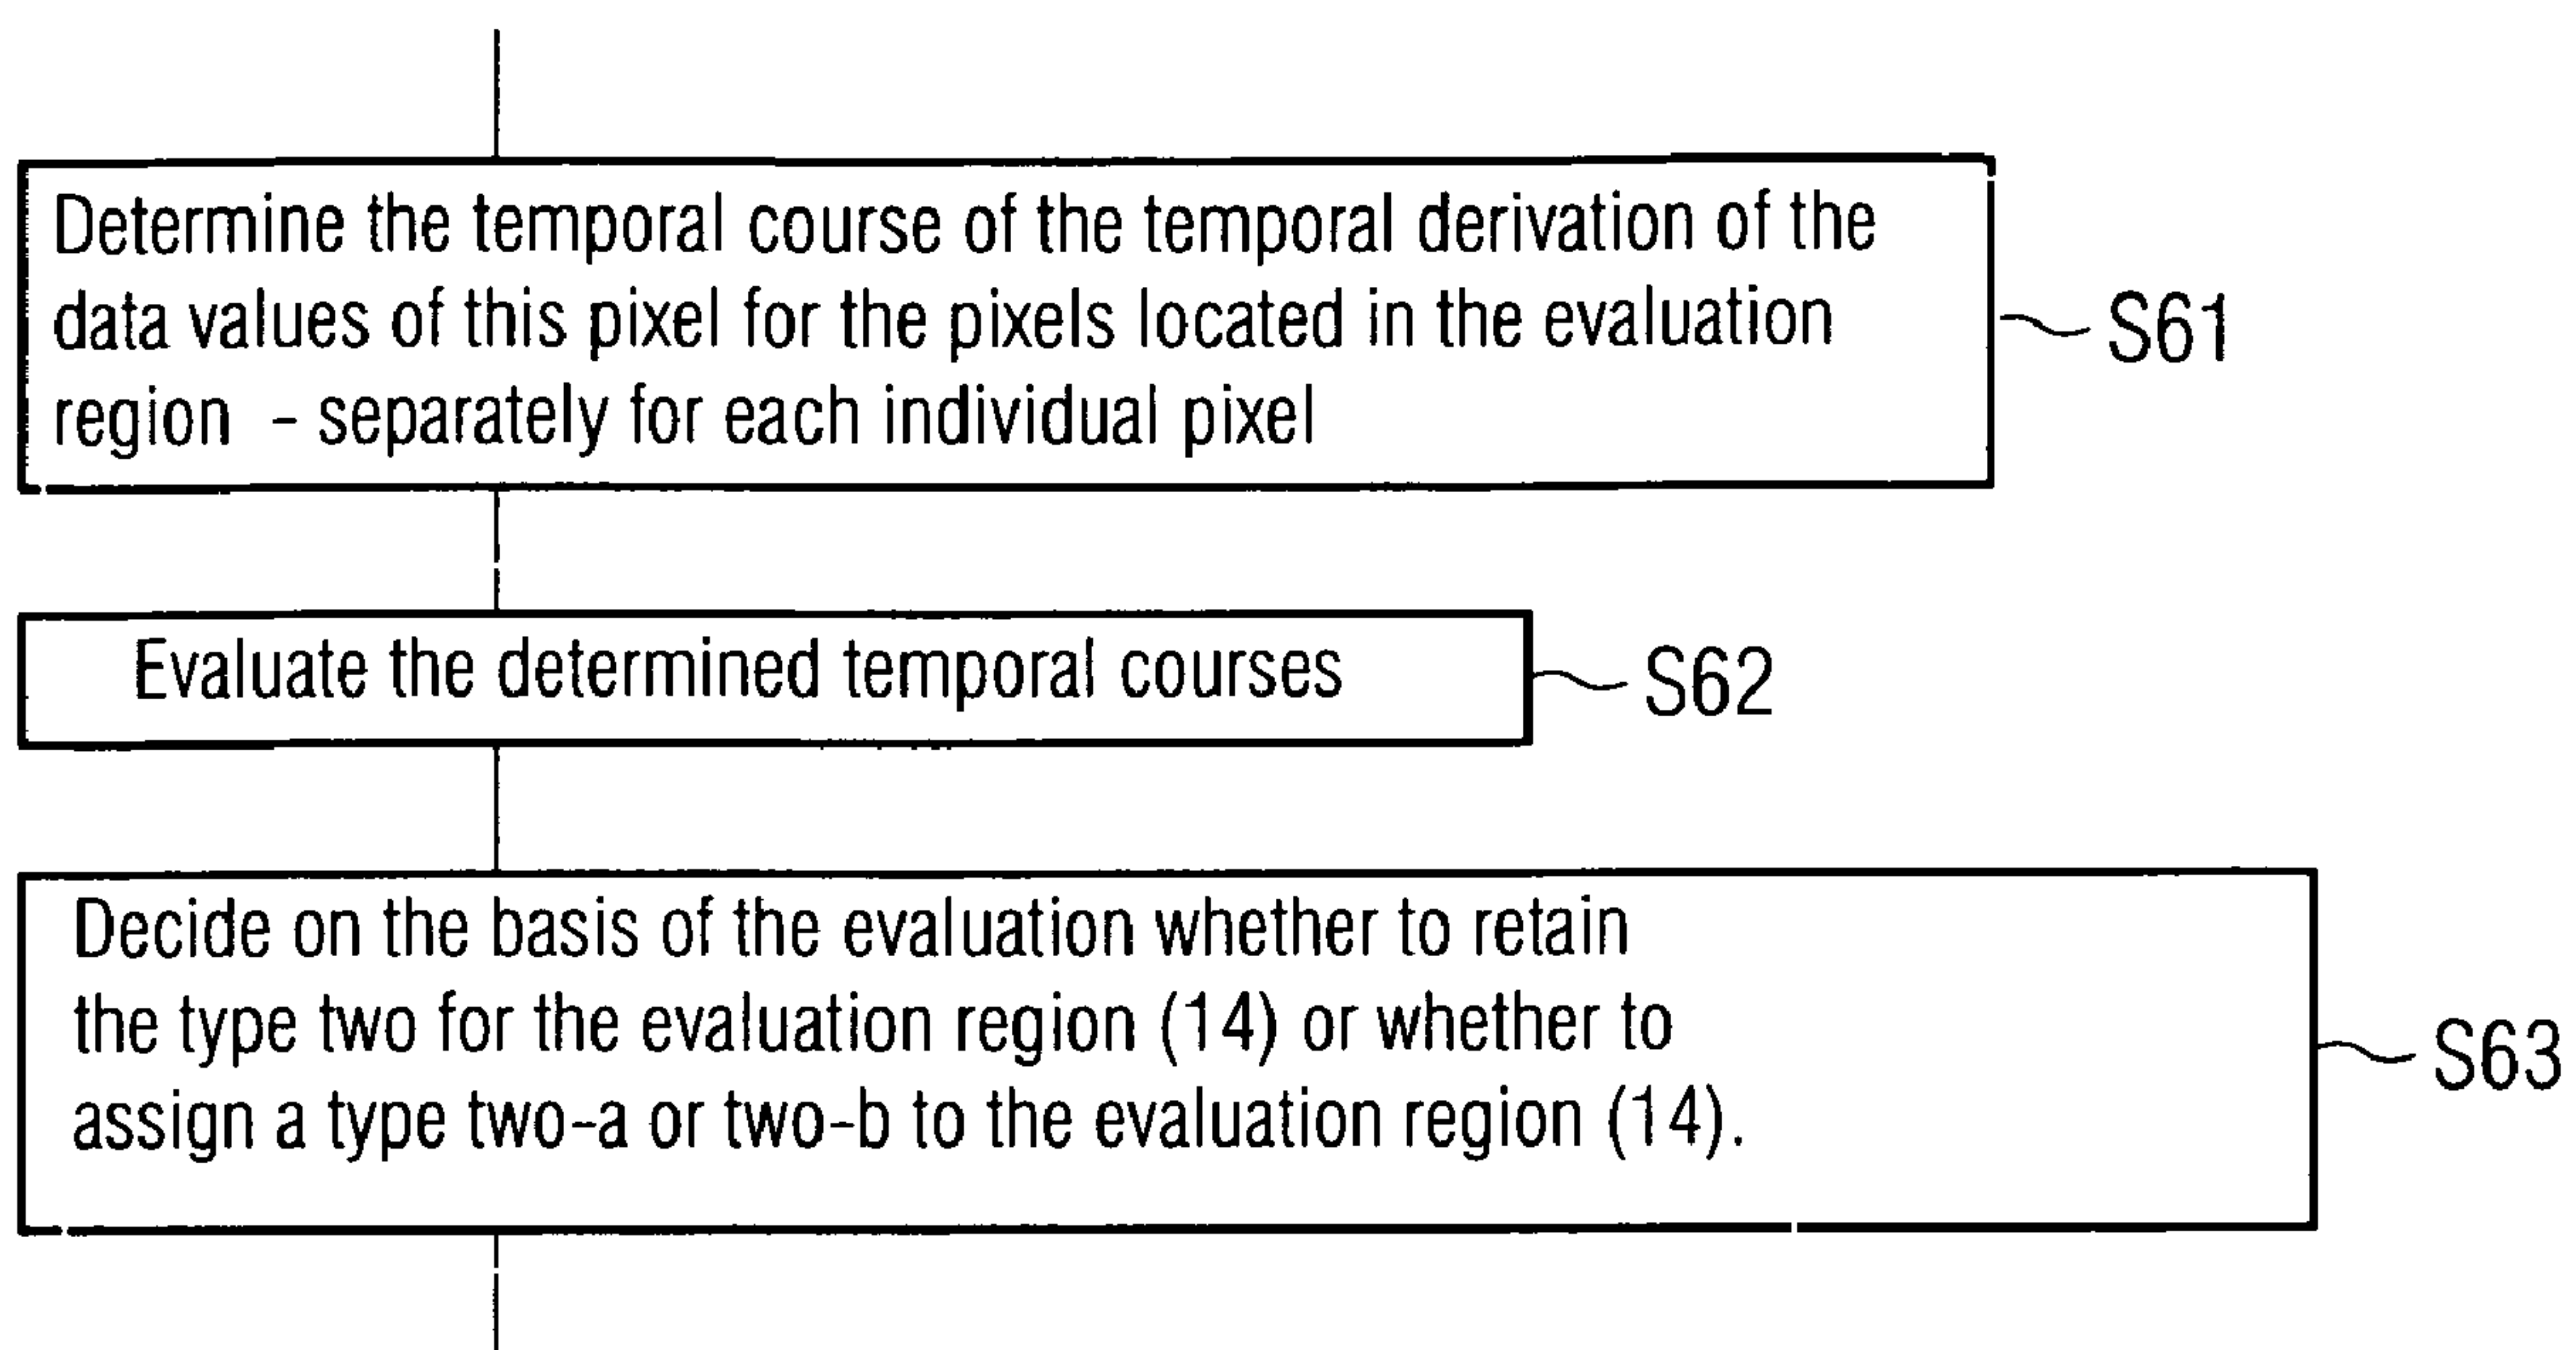 Determine the temporal course of the temporal derivation of the
data values of this pixel for the pixels located in the evaluation
region - separately for each individual pixel
S61
Evaluate the determined temporal courses
S62
Decide on the basis of the evaluation whether to retain
the type two for the evaluation region (14) or whether to
assign a type two-a or two-b to the evaluation region (14).
S63